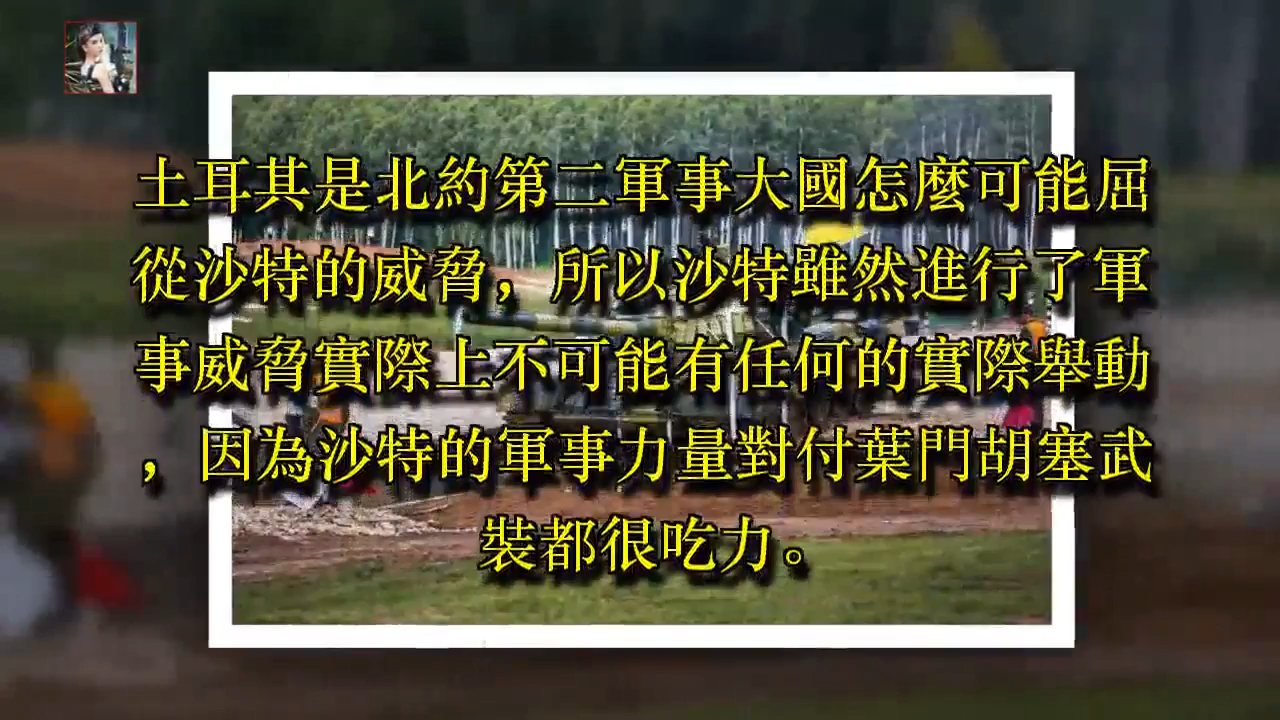 土耳其是北約第二軍事大國怎麼可能屈
從沙特的威脅，所以沙特雖然進行了軍
事威脅實際上不可能有任何的實際舉動
，因為沙特的軍事力量對付葉門胡塞武
裝都很吃力。